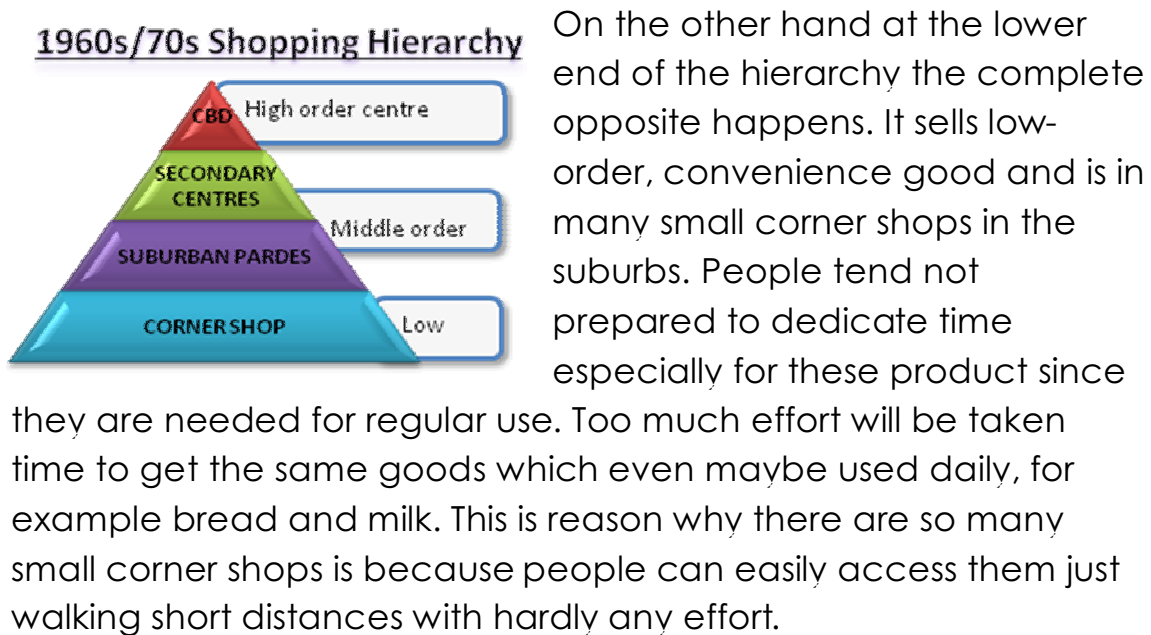 1960s/70s Shopping Hierarchy
CBD
High order centre
SECONDARY
CENTRES
Middle order
SUBURBAN PARDES
CORNER SHOP
Low
On the other hand at the lower
end of the hierarchy the complete
opposite happens. It sells low-
order, convenience good and is in
many small corner shops in the
suburbs. People tend not
prepared to dedicate time
especially for these product since
they are needed for regular use. Too much effort will be taken
time to get the same goods which even maybe used daily, for
example bread and milk. This is reason why there are so many
small corner shops is because people can easily access them just
walking short distances with hardly any effort.